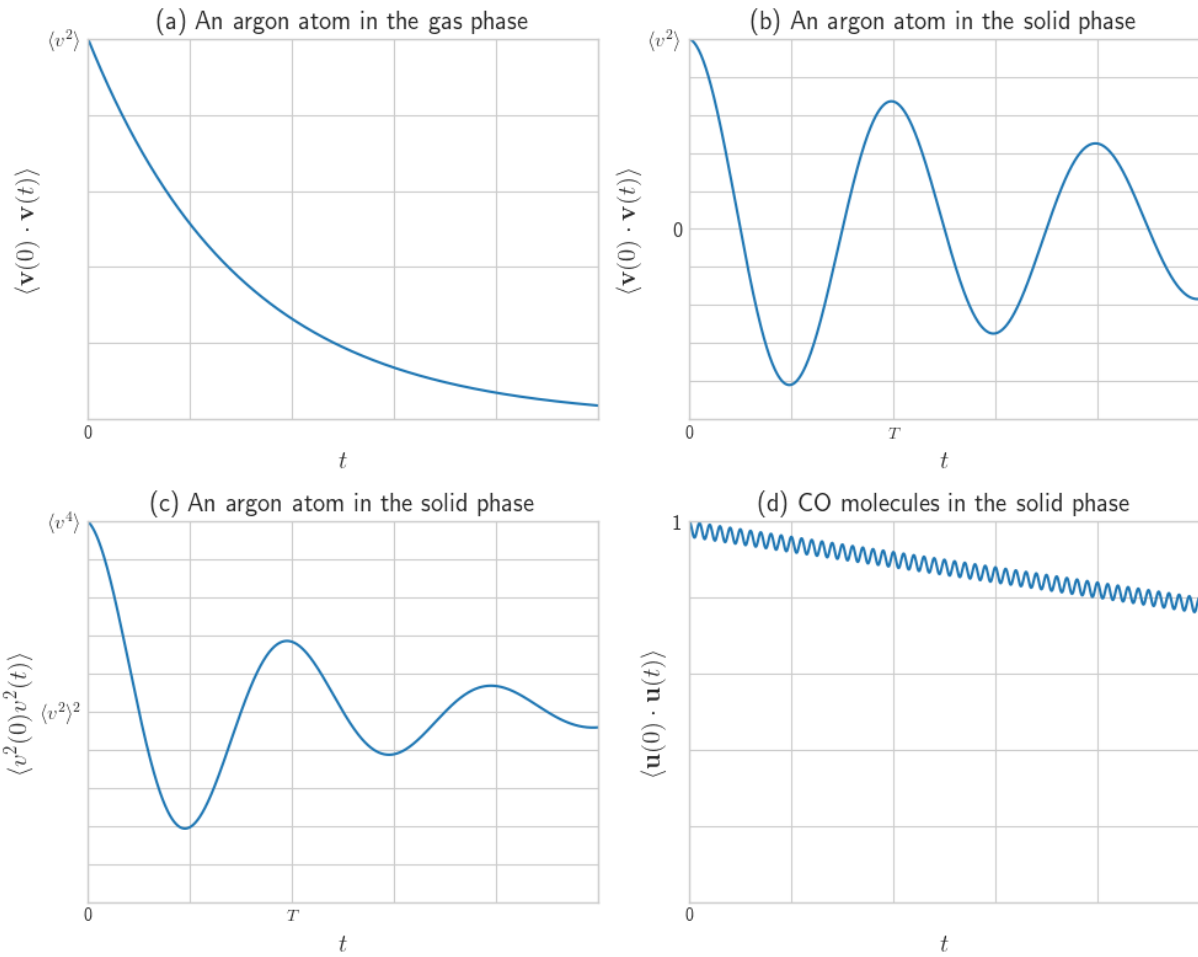 (a) An argon atom in the gas phase
⟨v²⟩
⟨v(0) · v(t)⟩
0
t
(b) An argon atom in the solid phase
⟨v²⟩
⟨v(0) · v(t)⟩
0
0
T
t
(c) An argon atom in the solid phase
⟨v⁴⟩
⟨v²(0)v²(t)⟩
⟨v²⟩²
0
T
t
(d) CO molecules in the solid phase
1
⟨u(0) · u(t)⟩
0
t